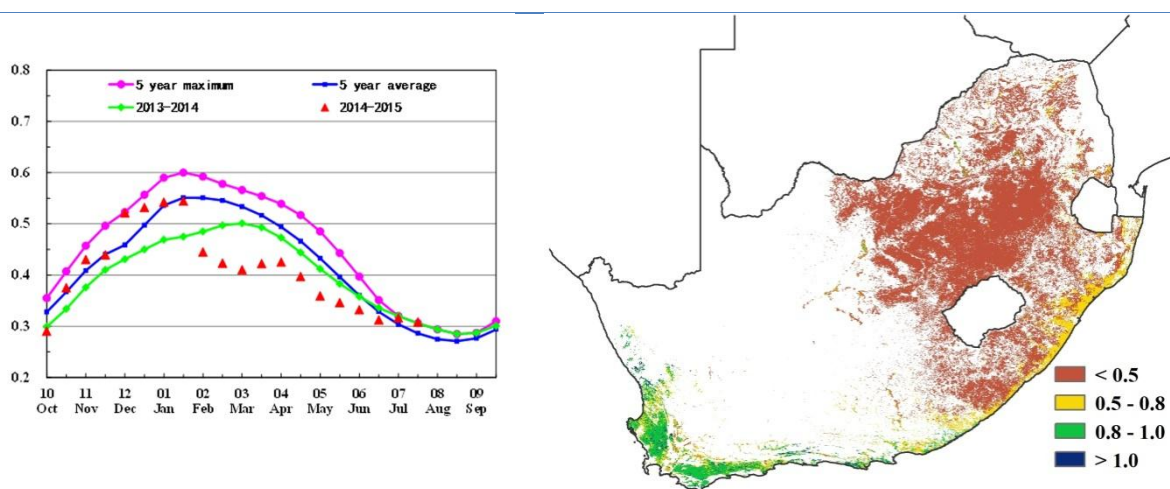 0.8
0.7
0.6
0.5
0.4
0.3
0.2
5 year maximum
5 year average
2013-2014
2014-2015
10 11 12 01 02 03 04 05 06 07 08 09
Oct Nov Dec Jan Feb Mar Apr May Jun Jul Aug Sep
< 0.5
0.5 - 0.8
0.8 - 1.0
> 1.0